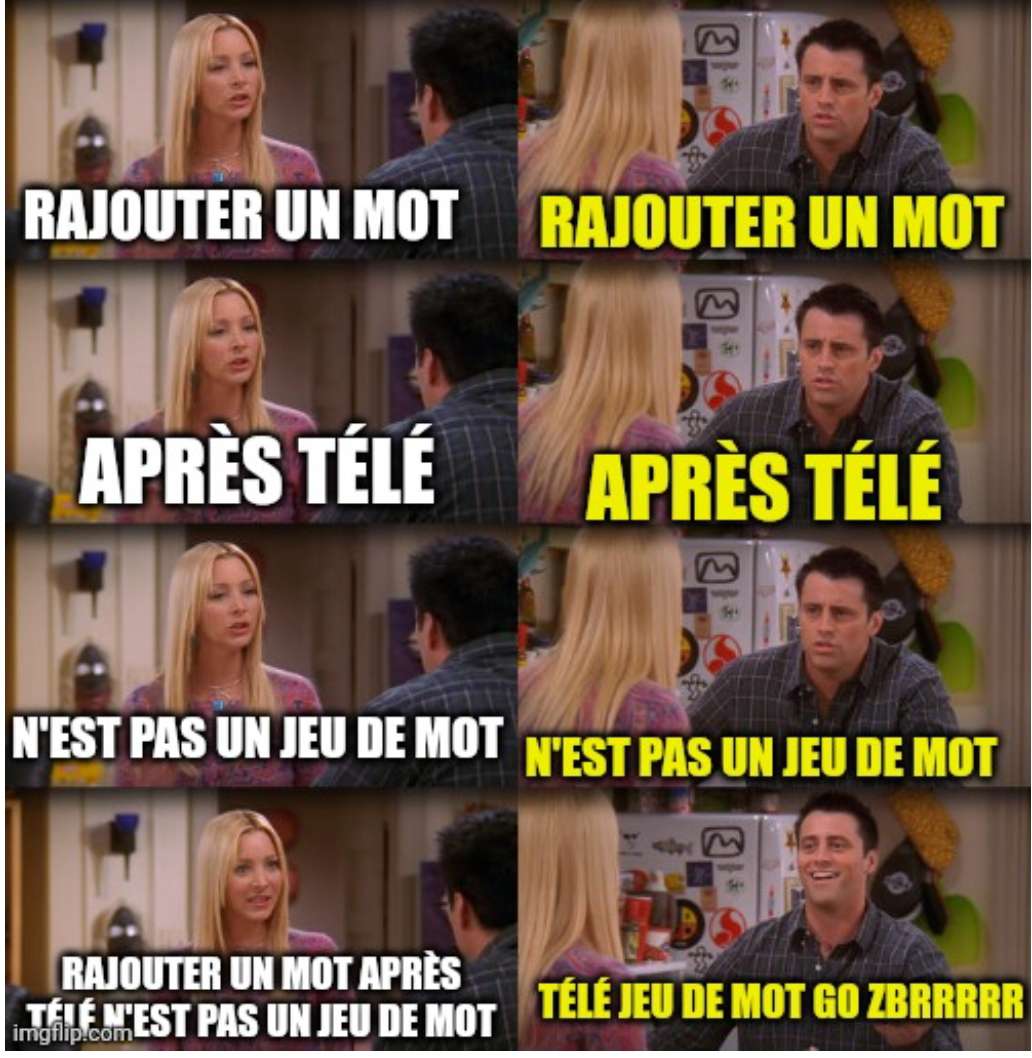 RAJOUTER UN MOT
RAJOUTER UN MOT
APRÈS TÉLÉ
APRÈS TÉLÉ
N'EST PAS UN JEU DE MOT
N'EST PAS UN JEU DE MOT
RAJOUTER UN MOT APRÈS
TÉLÉ N'EST PAS UN JEU DE MOT
TÉLÉ JEU DE MOT GO ZBRRRRR
imgflip.com